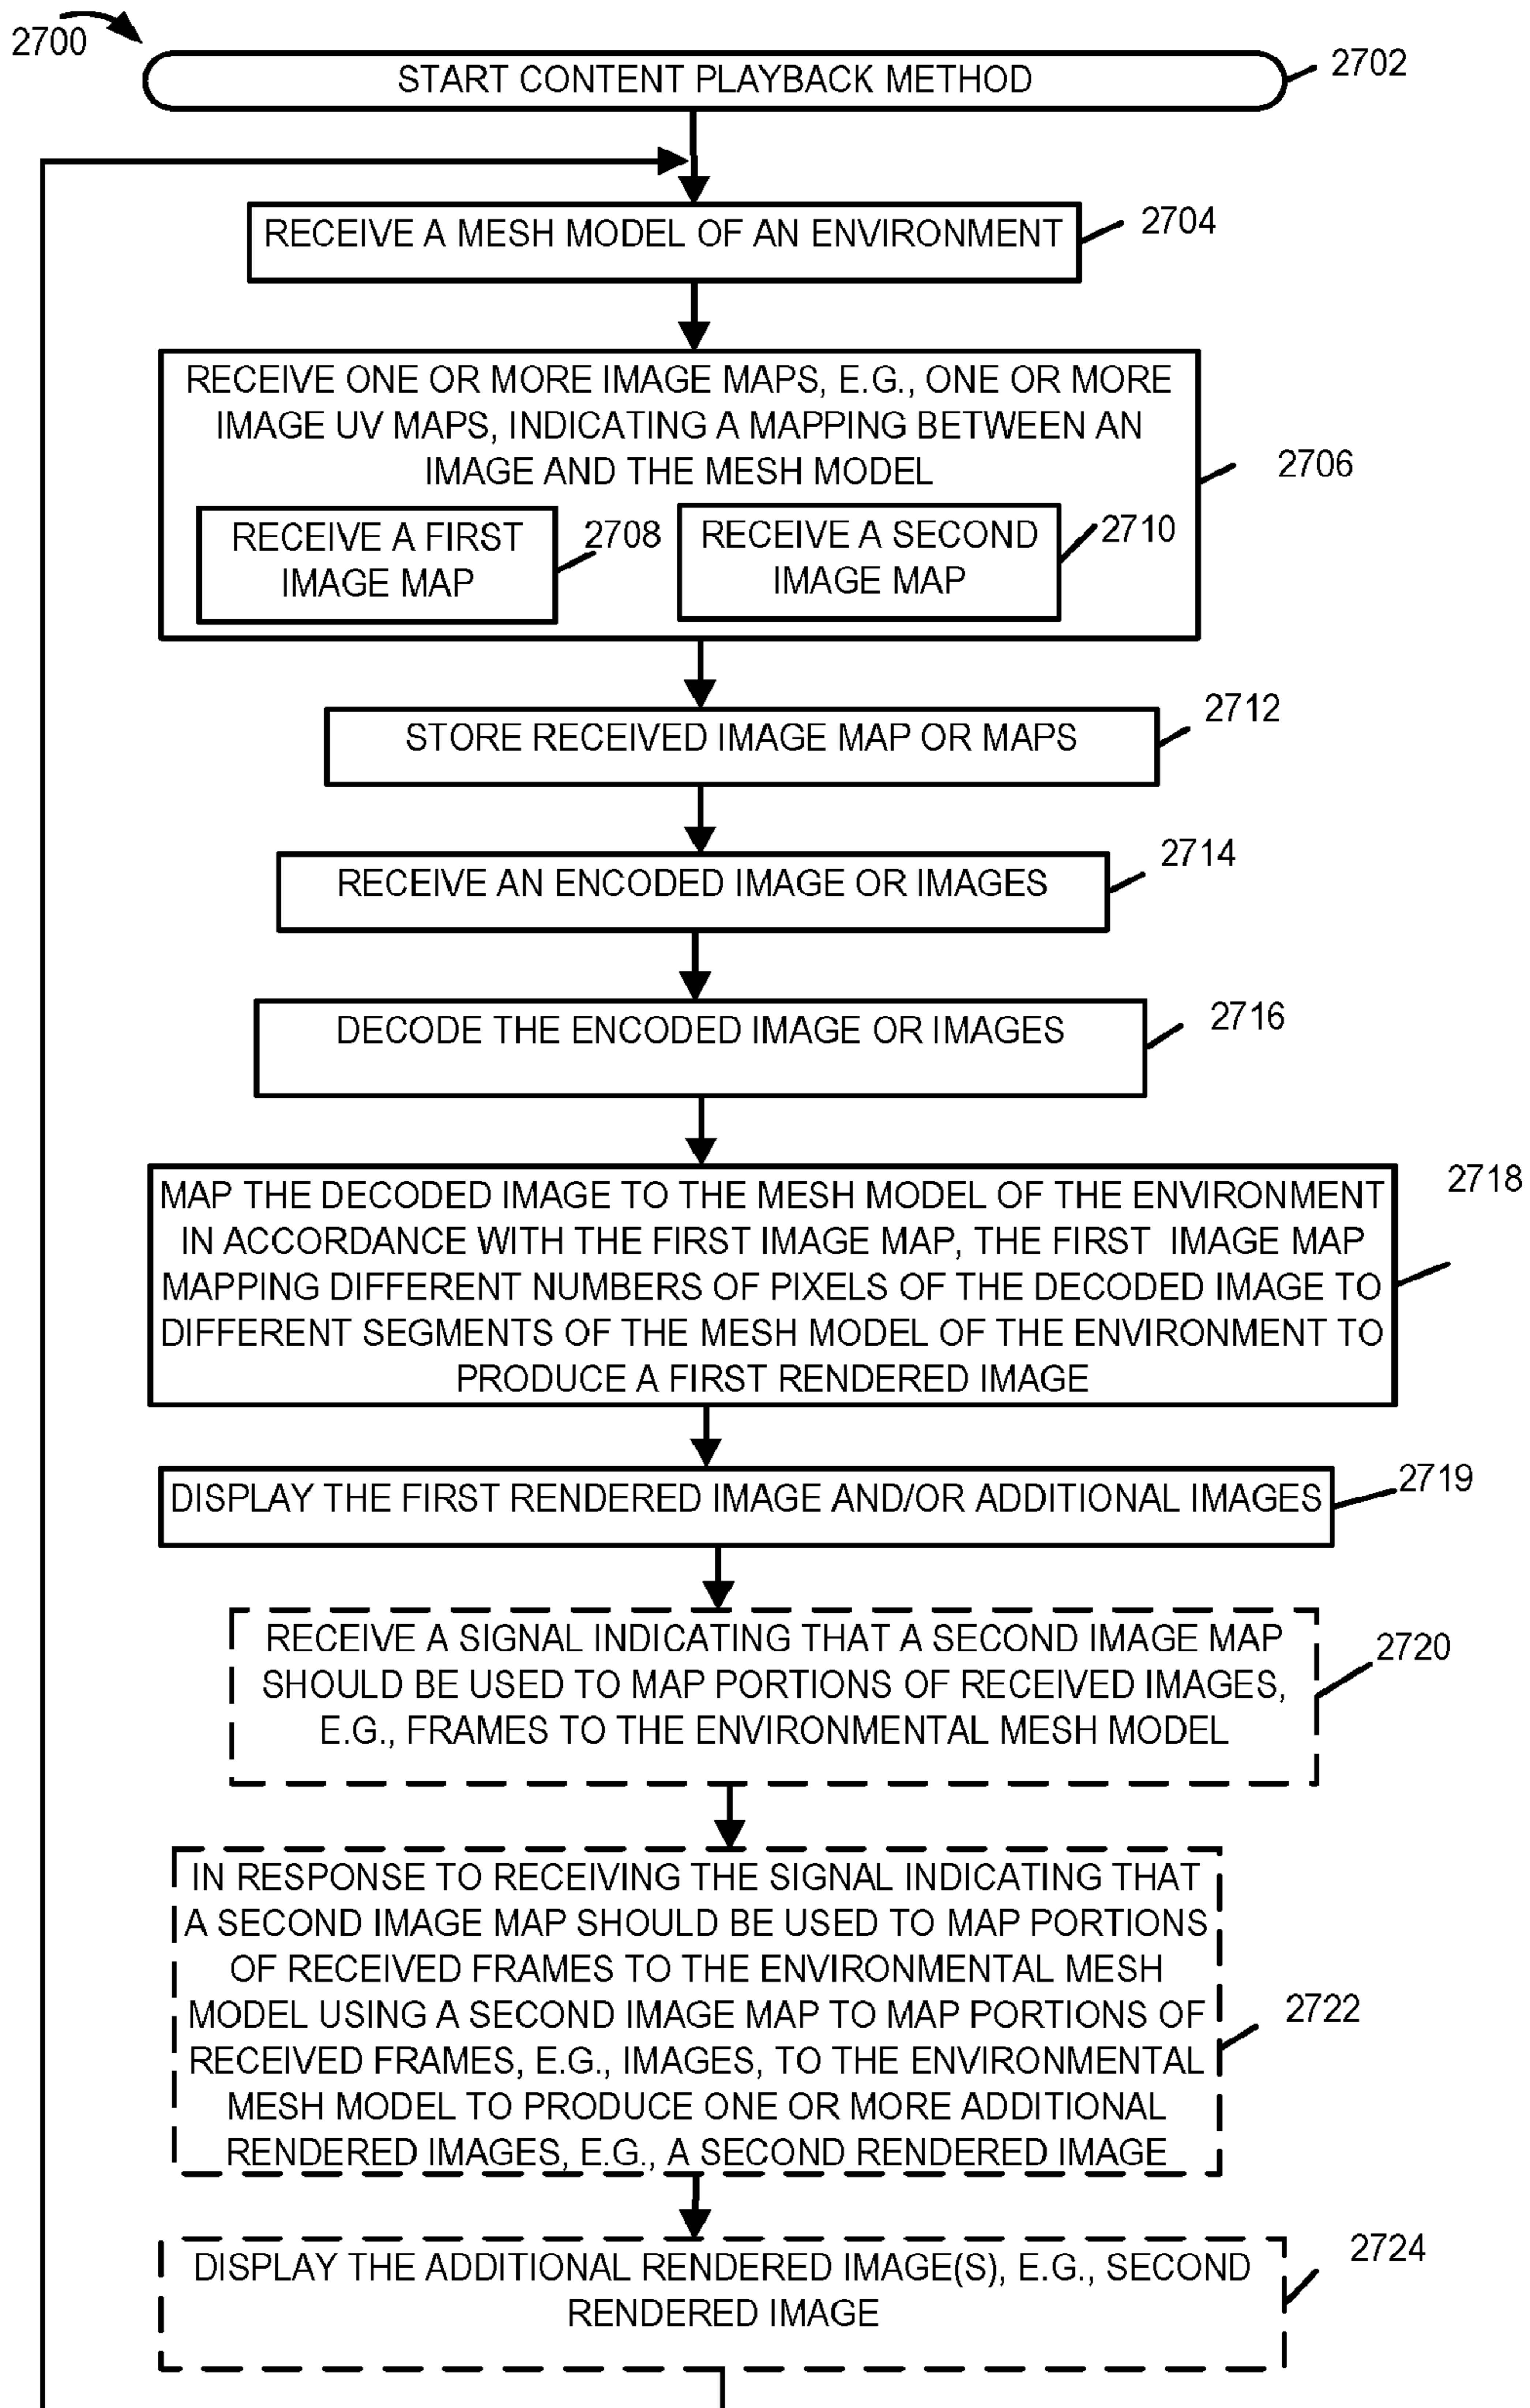 2700
START CONTENT PLAYBACK METHOD
2702
RECEIVE A MESH MODEL OF AN ENVIRONMENT
2704
RECEIVE ONE OR MORE IMAGE MAPS, E.G., ONE OR MORE
IMAGE UV MAPS, INDICATING A MAPPING BETWEEN AN
IMAGE AND THE MESH MODEL
2706
RECEIVE A FIRST
IMAGE MAP
2708
RECEIVE A SECOND
IMAGE MAP
2710
STORE RECEIVED IMAGE MAP OR MAPS
2712
RECEIVE AN ENCODED IMAGE OR IMAGES
2714
DECODE THE ENCODED IMAGE OR IMAGES
2716
MAP THE DECODED IMAGE TO THE MESH MODEL OF THE ENVIRONMENT
IN ACCORDANCE WITH THE FIRST IMAGE MAP, THE FIRST IMAGE MAP
MAPPING DIFFERENT NUMBERS OF PIXELS OF THE DECODED IMAGE TO
DIFFERENT SEGMENTS OF THE MESH MODEL OF THE ENVIRONMENT TO
PRODUCE A FIRST RENDERED IMAGE
2718
DISPLAY THE FIRST RENDERED IMAGE AND/OR ADDITIONAL IMAGES
2719
RECEIVE A SIGNAL INDICATING THAT A SECOND IMAGE MAP
SHOULD BE USED TO MAP PORTIONS OF RECEIVED IMAGES,
E.G., FRAMES TO THE ENVIRONMENTAL MESH MODEL
2720
IN RESPONSE TO RECEIVING THE SIGNAL INDICATING THAT
A SECOND IMAGE MAP SHOULD BE USED TO MAP PORTIONS
OF RECEIVED FRAMES TO THE ENVIRONMENTAL MESH
MODEL USING A SECOND IMAGE MAP TO MAP PORTIONS OF
RECEIVED FRAMES, E.G., IMAGES, TO THE ENVIRONMENTAL
MESH MODEL TO PRODUCE ONE OR MORE ADDITIONAL
RENDERED IMAGES, E.G., A SECOND RENDERED IMAGE
2722
DISPLAY THE ADDITIONAL RENDERED IMAGE(S), E.G., SECOND
RENDERED IMAGE
2724